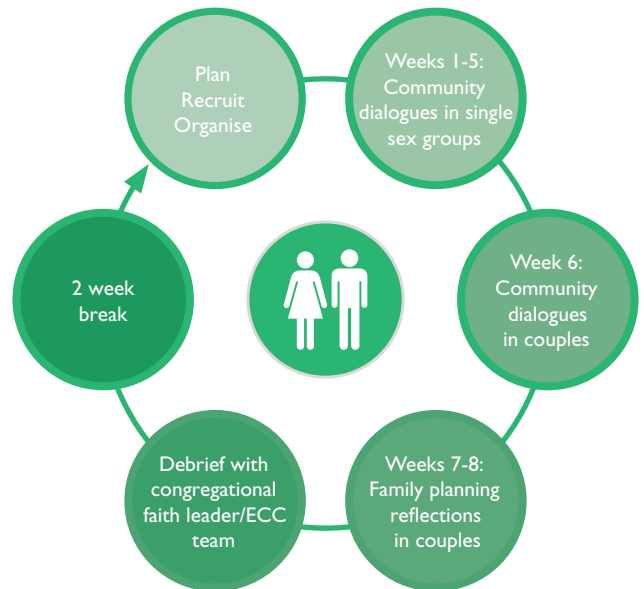 Plan
Recruit
Organise
Weeks 1-5:
Community
dialogues in single
sex groups
Week 6:
Community
dialogues
in couples
Weeks 7-8:
Family planning
reflections
in couples
Debrief with
congregational
faith leader/ECC
team
2 week
break